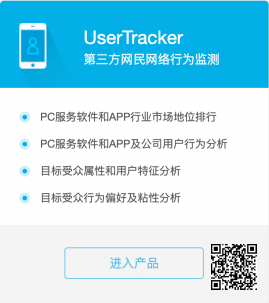 UserTracker
第三方网民网络行为监测
PC服务软件和APP行业市场地位排行
PC服务软件和APP及公司用户行为分析
目标受众属性和用户特征分析
目标受众行为偏好及粘性分析
进入产品